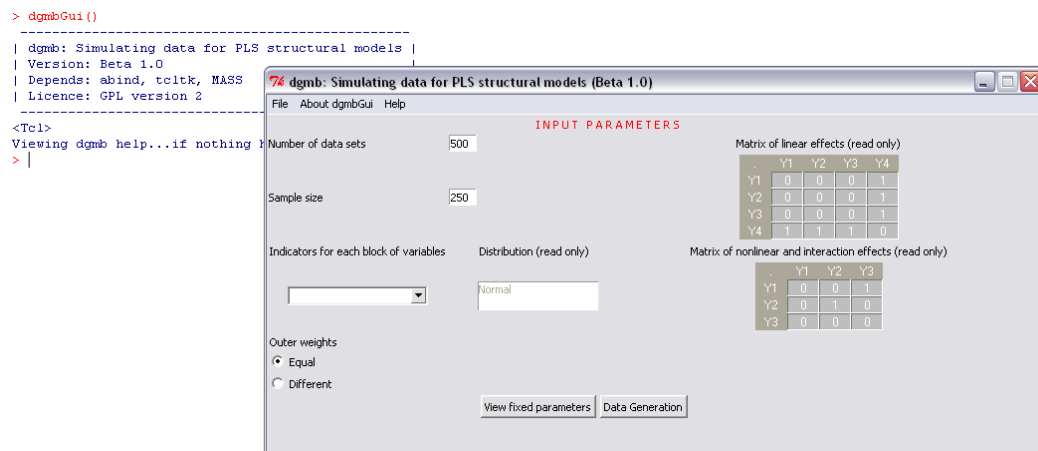 > dgmbGui()
------------------------------------------------
| dgmb: Simulating data for PLS structural models |
| Version: Beta 1.0 |
| Depends: abind, tcltk, MASS
| Licence: GPL version 2
------------------------------------------------
<Tcl>
Viewing dgmb help...if nothing h
>
dgmb: Simulating data for PLS structural models (Beta 1.0)
File About dgmbGui Help
INPUT PARAMETERS
Number of data sets 500
Sample size 250
Matrix of linear effects (read only)
. Y1 Y2 Y3 Y4
Y1 0 0 0 1
Y2 0 0 0 1
Y3 0 0 0 1
Y4 1 1 1 0
Indicators for each block of variables
Distribution (read only)
Normal
Matrix of nonlinear and interaction effects (read only)
. Y1 Y2 Y3
Y1 0 0 1
Y2 0 1 0
Y3 0 0 0
Outer weights
Equal
Different
View fixed parameters Data Generation